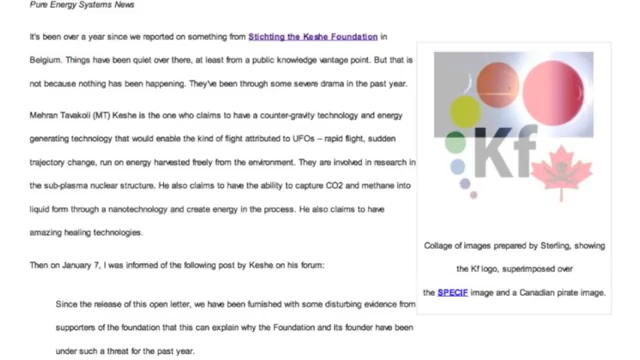 Pure Energy Systems News
It's been over a year since we reported on something from Stichting the Keshe Foundation in
Belgium. Things have been quiet over there, at least from a public knowledge vantage point. But that is
not because nothing has been happening. They've been through some severe drama in the past year.
Mehran Tavakoli (MT) Keshe is the one who claims to have a counter-gravity technology and energy
generating technology that would enable the kind of flight attributed to UFOs – rapid flight, sudden
trajectory change, run on energy harvested freely from the environment. They are involved in research in
the sub-plasma nuclear structure. He also claims to have the ability to capture CO2 and methane into
liquid form through a nanotechnology and create energy in the process. He also claims to have
amazing healing technologies.
Then on January 7, I was informed of the following post by Keshe on his forum:
Since the release of this open letter, we have been furnished with some disturbing evidence from
supporters of the foundation that this can explain why the Foundation and its founder have been
under such a threat for the past year.
Kf
Collage of images prepared by Sterling, showing
the Kf logo, superimposed over
the SPECIF image and a Canadian pirate image.